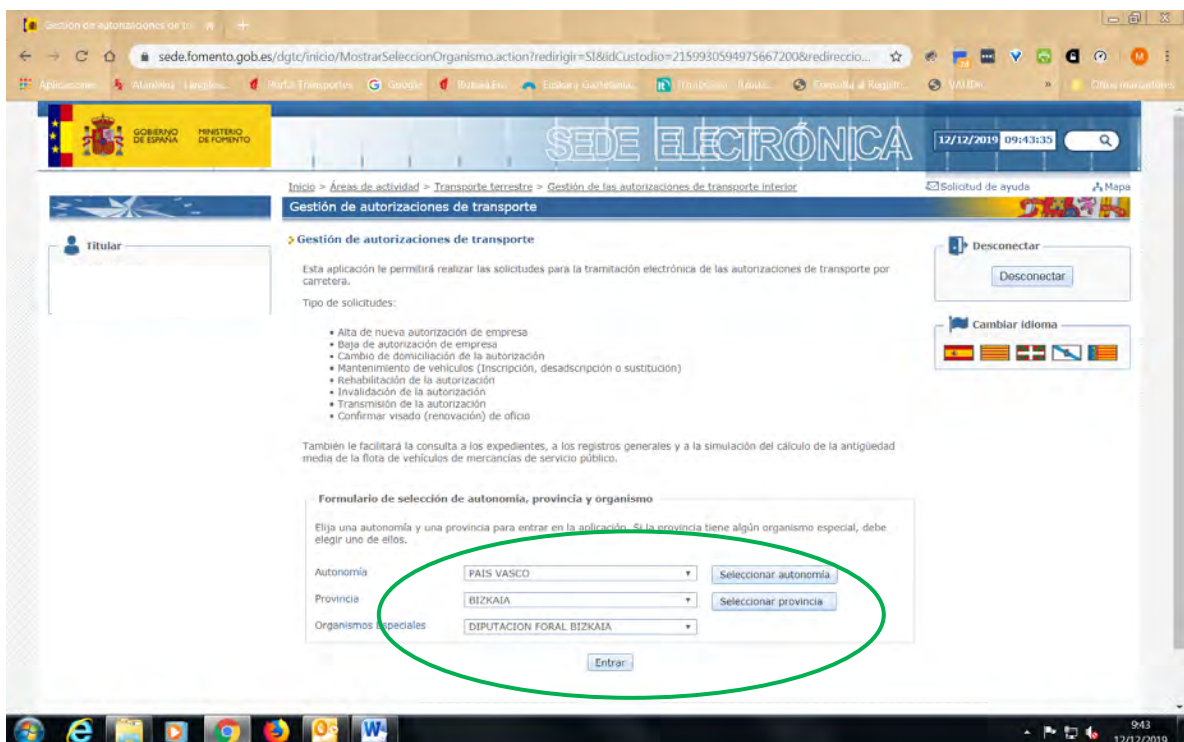 Gestión de autorizaciones de tra
sede.fomento.gob.es/dgtc/inicio/MostrarSeleccionOrganismo.action?redirigir=SI&idCustodio=2159930594975667200&redireccio...
Aplicaciones
Google
Otros marcadores
GOBIERNO DE ESPAÑA
MINISTERIO DE FOMENTO
SEDE ELECTRÓNICA
12/12/2019 09:43:35
Inicio > Áreas de actividad > Transporte terrestre > Gestión de las autorizaciones de transporte interior
Solicitud de ayuda
Mapa
Gestión de autorizaciones de transporte
Titular
Gestión de autorizaciones de transporte
Esta aplicación le permitirá realizar las solicitudes para la tramitación electrónica de las autorizaciones de transporte por
carretera.
Tipo de solicitudes:
• Alta de nueva autorización de empresa
• Baja de autorización de empresa
• Cambio de domiciliación de la autorización
• Mantenimiento de vehículos (Inscripción, desadscripción o sustitución)
• Rehabilitación de la autorización
• Invalidación de la autorización
• Transmisión de la autorización
• Confirmar visado (renovación) de oficio
También le facilitará la consulta a los expedientes, a los registros generales y a la simulación del cálculo de la antigüedad
media de la flota de vehículos de mercancías de servicio público.
Desconectar
Desconectar
Cambiar idioma
Formulario de selección de autonomía, provincia y organismo
Elija una autonomía y una provincia para entrar en la aplicación. Si la provincia tiene algún organismo especial, debe
elegir uno de ellos.
Autonomía PAIS VASCO Seleccionar autonomía
Provincia BIZKAIA Seleccionar provincia
Organismos Especiales DIPUTACION FORAL BIZKAIA
Entrar
9:43
12/12/2019